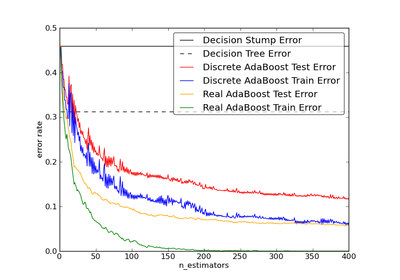 0.5
0.4
0.3
0.2
0.1
0.0
error rate
0 50 100 150 200 250 300 350 400
n_estimators
Decision Stump Error
Decision Tree Error
Discrete AdaBoost Test Error
Discrete AdaBoost Train Error
Real AdaBoost Test Error
Real AdaBoost Train Error